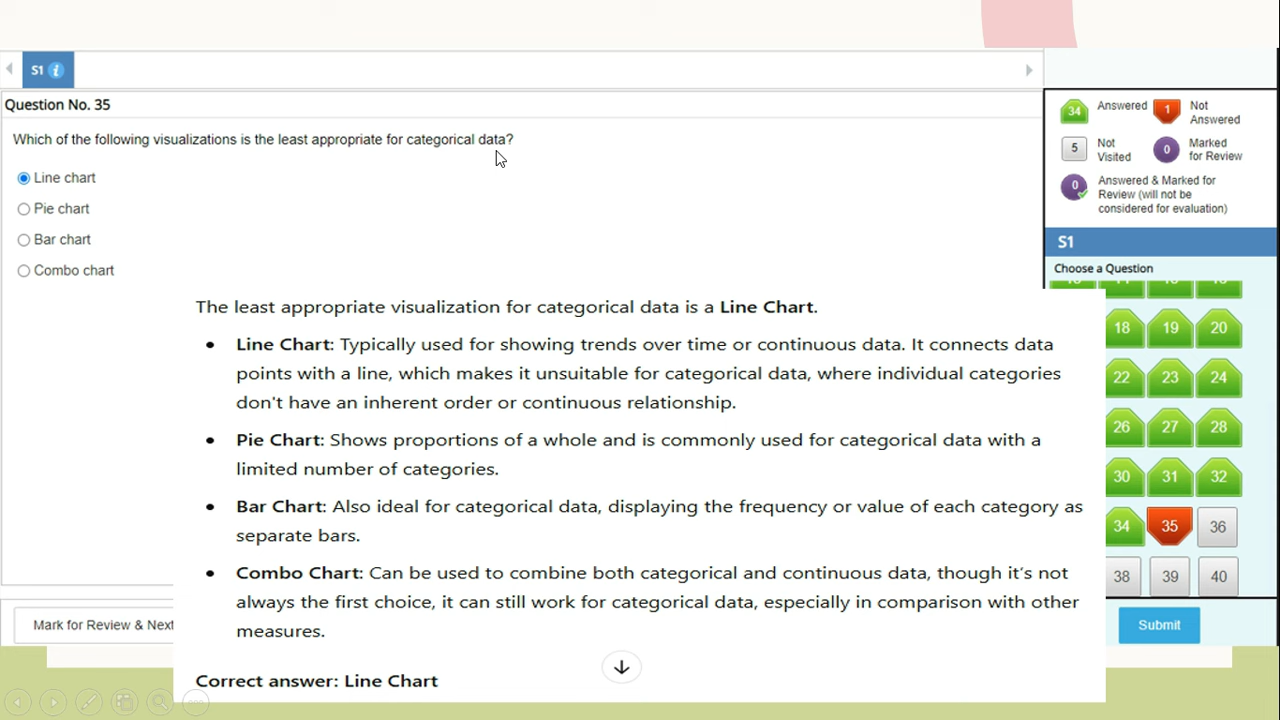 S1 i
Question No. 35
Which of the following visualizations is the least appropriate for categorical data?
Line chart
Pie chart
Bar chart
Combo chart
The least appropriate visualization for categorical data is a Line Chart.
• Line Chart: Typically used for showing trends over time or continuous data. It connects data
points with a line, which makes it unsuitable for categorical data, where individual categories
don't have an inherent order or continuous relationship.
• Pie Chart: Shows proportions of a whole and is commonly used for categorical data with a
limited number of categories.
• Bar Chart: Also ideal for categorical data, displaying the frequency or value of each category as
separate bars.
• Combo Chart: Can be used to combine both categorical and continuous data, though it's not
always the first choice, it can still work for categorical data, especially in comparison with other
measures.
Correct answer: Line Chart
Mark for Review & Next
34 Answered 1 Not
Answered
5 Not
Visited 0 Marked
for Review
0 Answered & Marked for
Review (will not be
considered for evaluation)
S1
Choose a Question
18 19 20
22 23 24
26 27 28
30 31 32
34 35 36
38 39 40
Submit